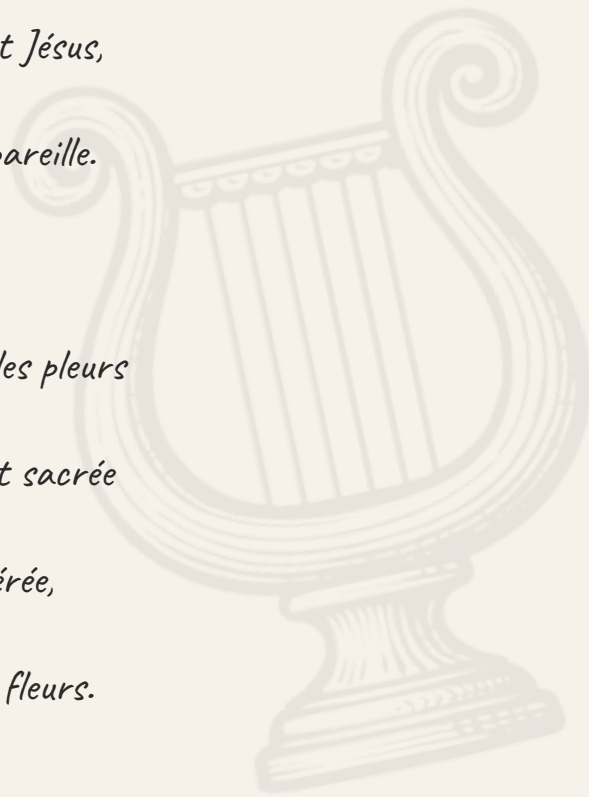 t Jésus,
pareille.
les pleurs
t sacrée
érée,
fleurs.